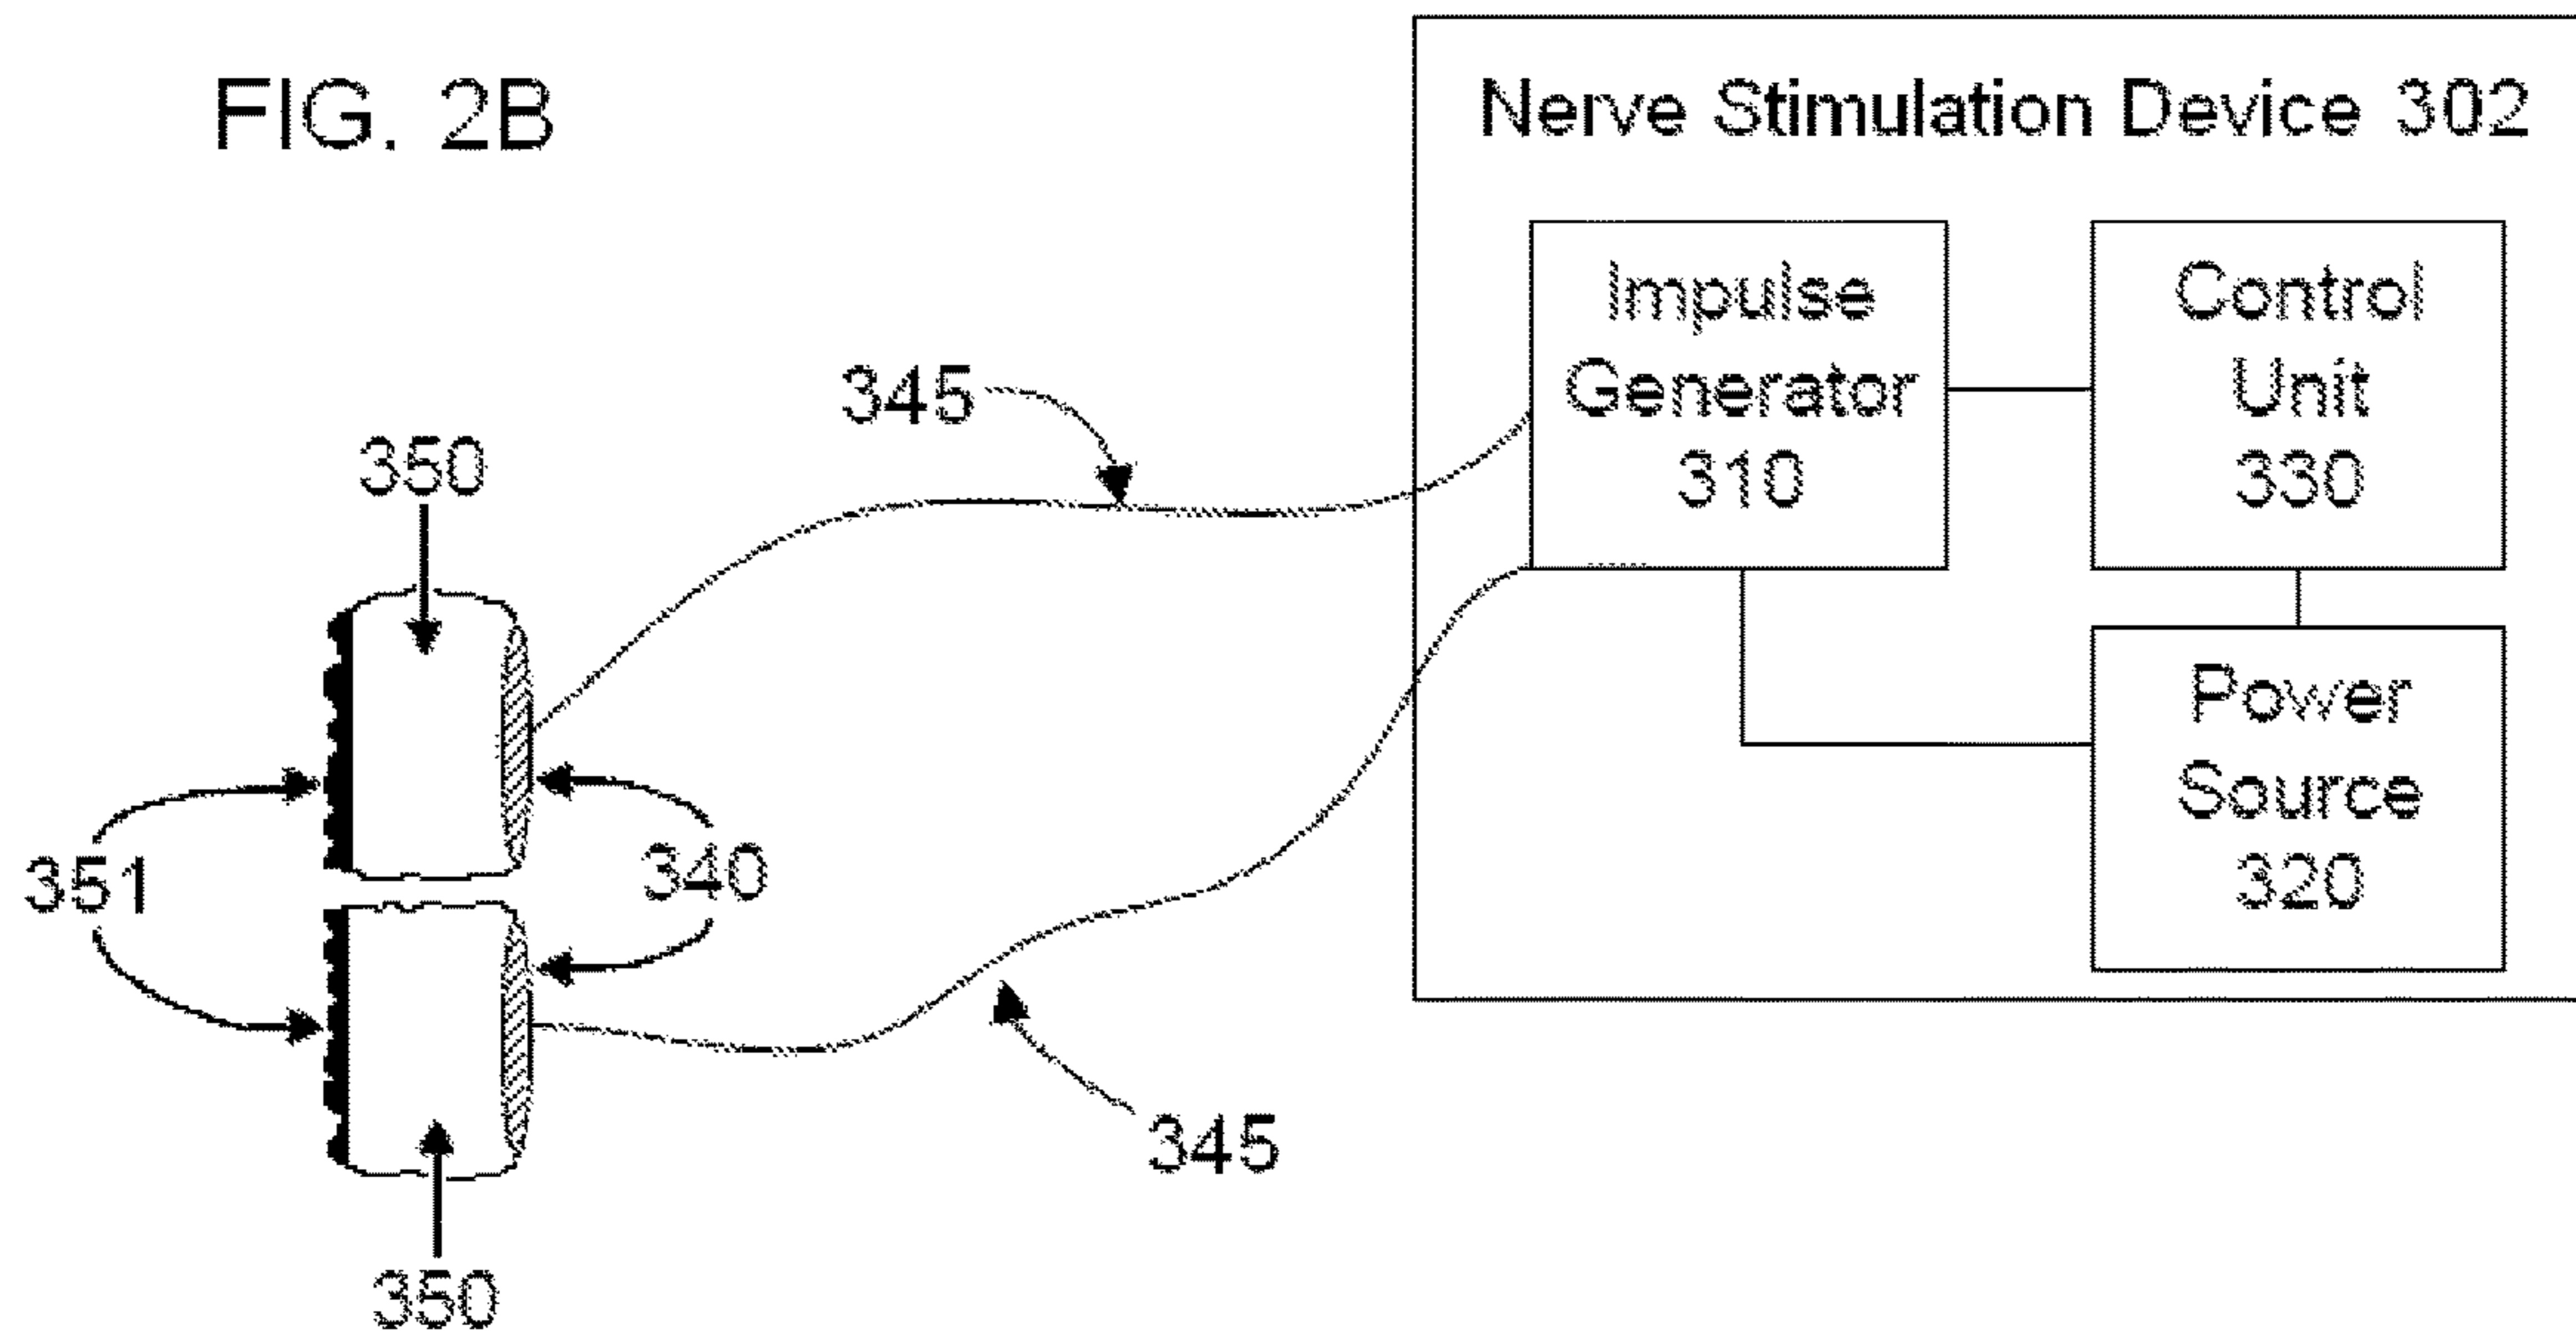 FIG. 2B
Nerve Stimulation Device 302
Impulse
Generator
310
Control
Unit
330
Power
Source
320
345
350
351
340
345
350